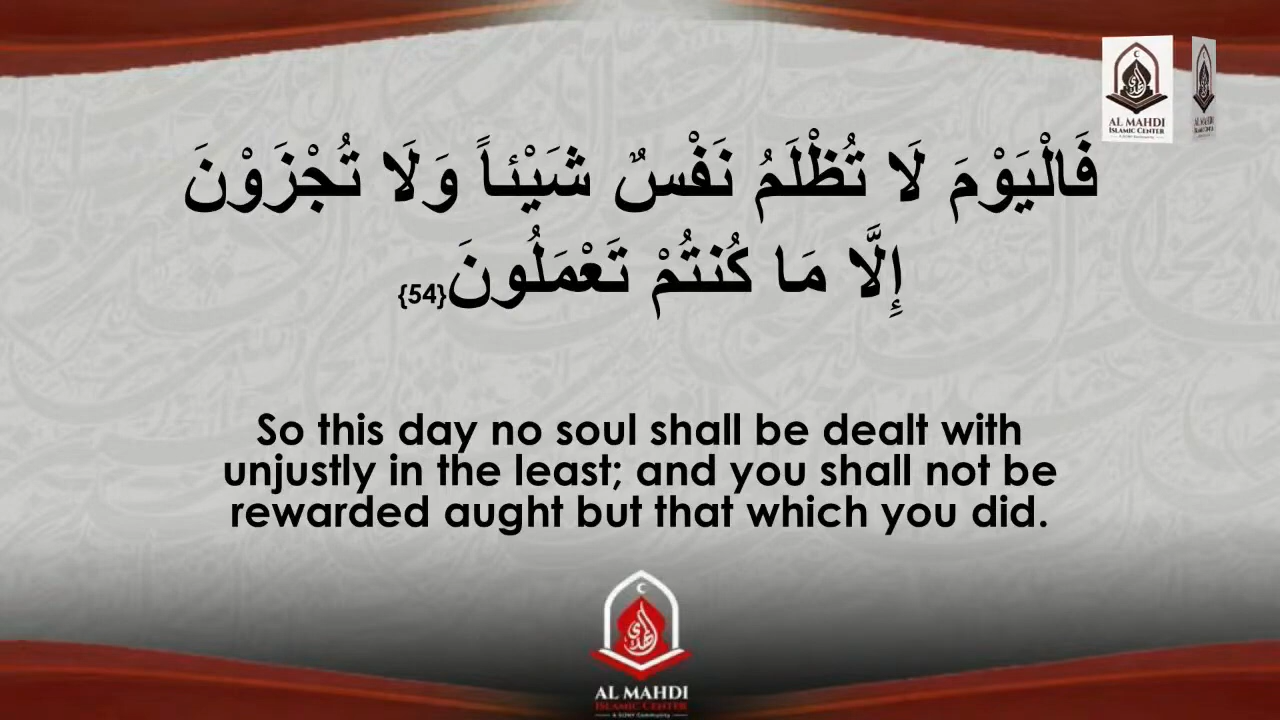 AL MAHDI
ISLAMIC CENTER
فَالْيَوْمَ لَا تُظْلَمُ نَفْسٌ شَيْئاً وَلَا تُجْزَوْنَ
إِلَّا مَا كُنتُمْ تَعْمَلُونَ{54}
So this day no soul shall be dealt with
unjustly in the least; and you shall not be
rewarded aught but that which you did.
المهدي
AL MAHDI
ISLAMIC CENTER